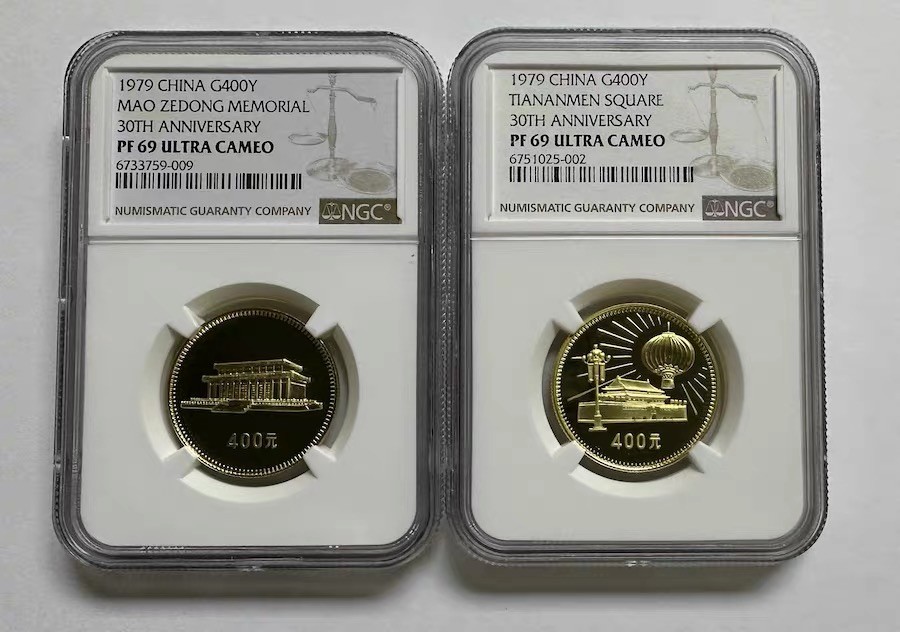 1979 CHINA G400Y
MAO ZEDONG MEMORIAL
30TH ANNIVERSARY
PF 69 ULTRA CAMEO
6733759-009
NUMISMATIC GUARANTY COMPANY NGC®
400元
1979 CHINA G400Y
TIANANMEN SQUARE
30TH ANNIVERSARY
PF 69 ULTRA CAMEO
6751025-002
NUMISMATIC GUARANTY COMPANY NGC®
400元